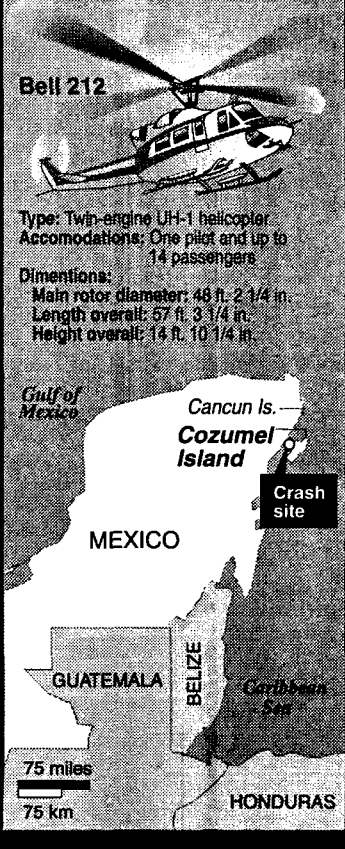 Bell 212
Type: Twin-engine UH-1 helicopter
Accomodations: One pilot and up to
14 passengers
Dimentions:
Main rotor diameter: 48 ft. 2 1/4 in.
Length overall: 57 ft. 3 1/4 in.
Height overall: 14 ft. 10 1/4 in.
Gulf of
Mexico
Cancun Is.
Cozumel
Island
Crash
site
MEXICO
GUATEMALA
BELIZE
Caribbean
Sea
75 miles
75 km
HONDURAS